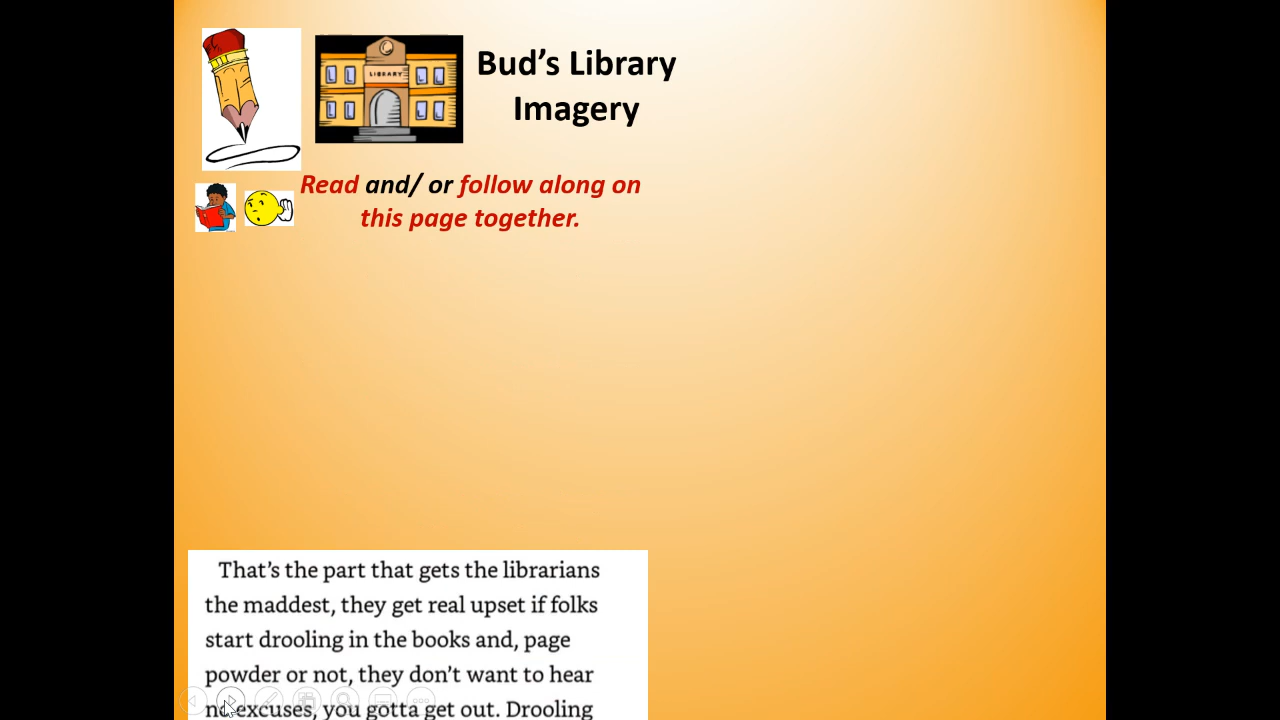 LIBRARY
Bud’s Library
Imagery
Read and/ or follow along on
this page together.
That’s the part that gets the librarians
the maddest, they get real upset if folks
start drooling in the books and, page
powder or not, they don’t want to hear
no excuses, you gotta get out. Drooling